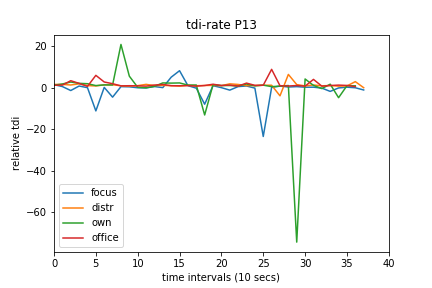 tdi-rate P13
20
0
−20
−40
−60
relative tdi
focus
distr
own
office
0 5 10 15 20 25 30 35 40
time intervals (10 secs)